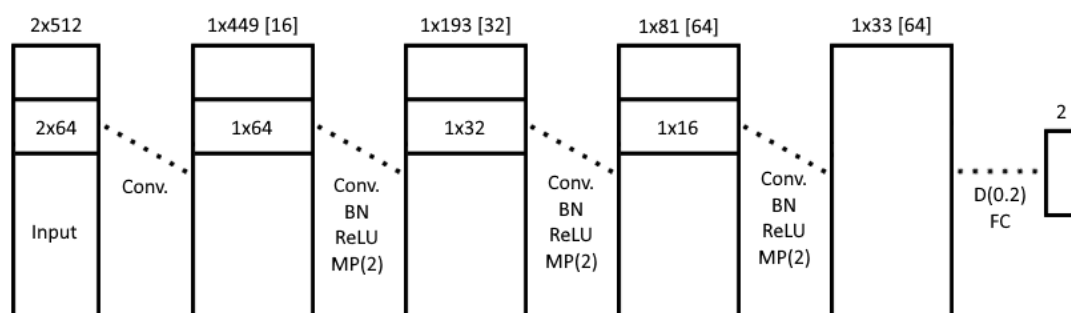 2x512
1x449 [16]
1x193 [32]
1x81 [64]
1x33 [64]
2x64
1x64
1x32
1x16
2
Conv.
Conv.
BN
ReLU
MP(2)
Conv.
BN
ReLU
MP(2)
Conv.
BN
ReLU
MP(2)
D(0.2)
FC
Input